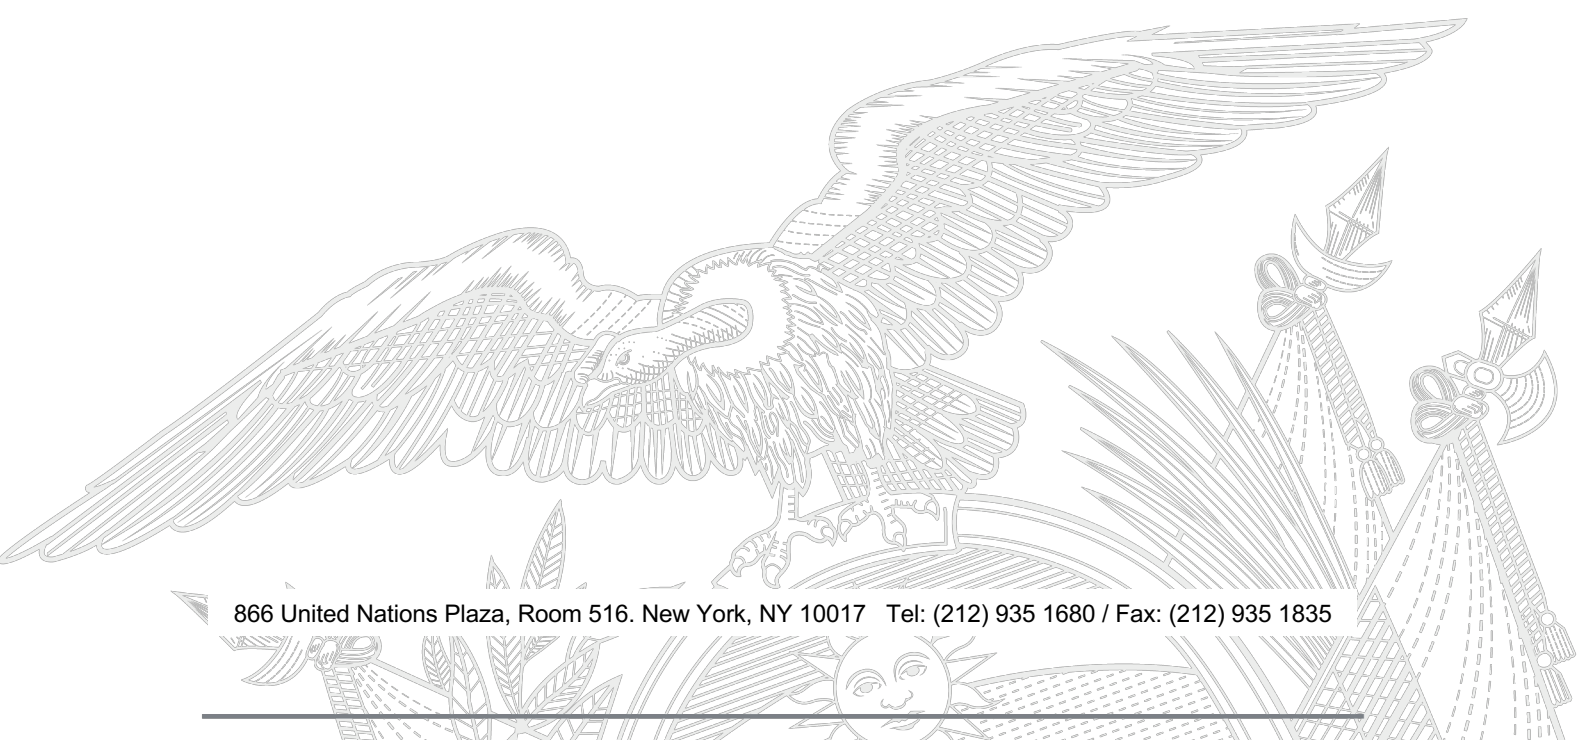 866 United Nations Plaza, Room 516. New York, NY 10017   Tel: (212) 935 1680 / Fax: (212) 935 1835